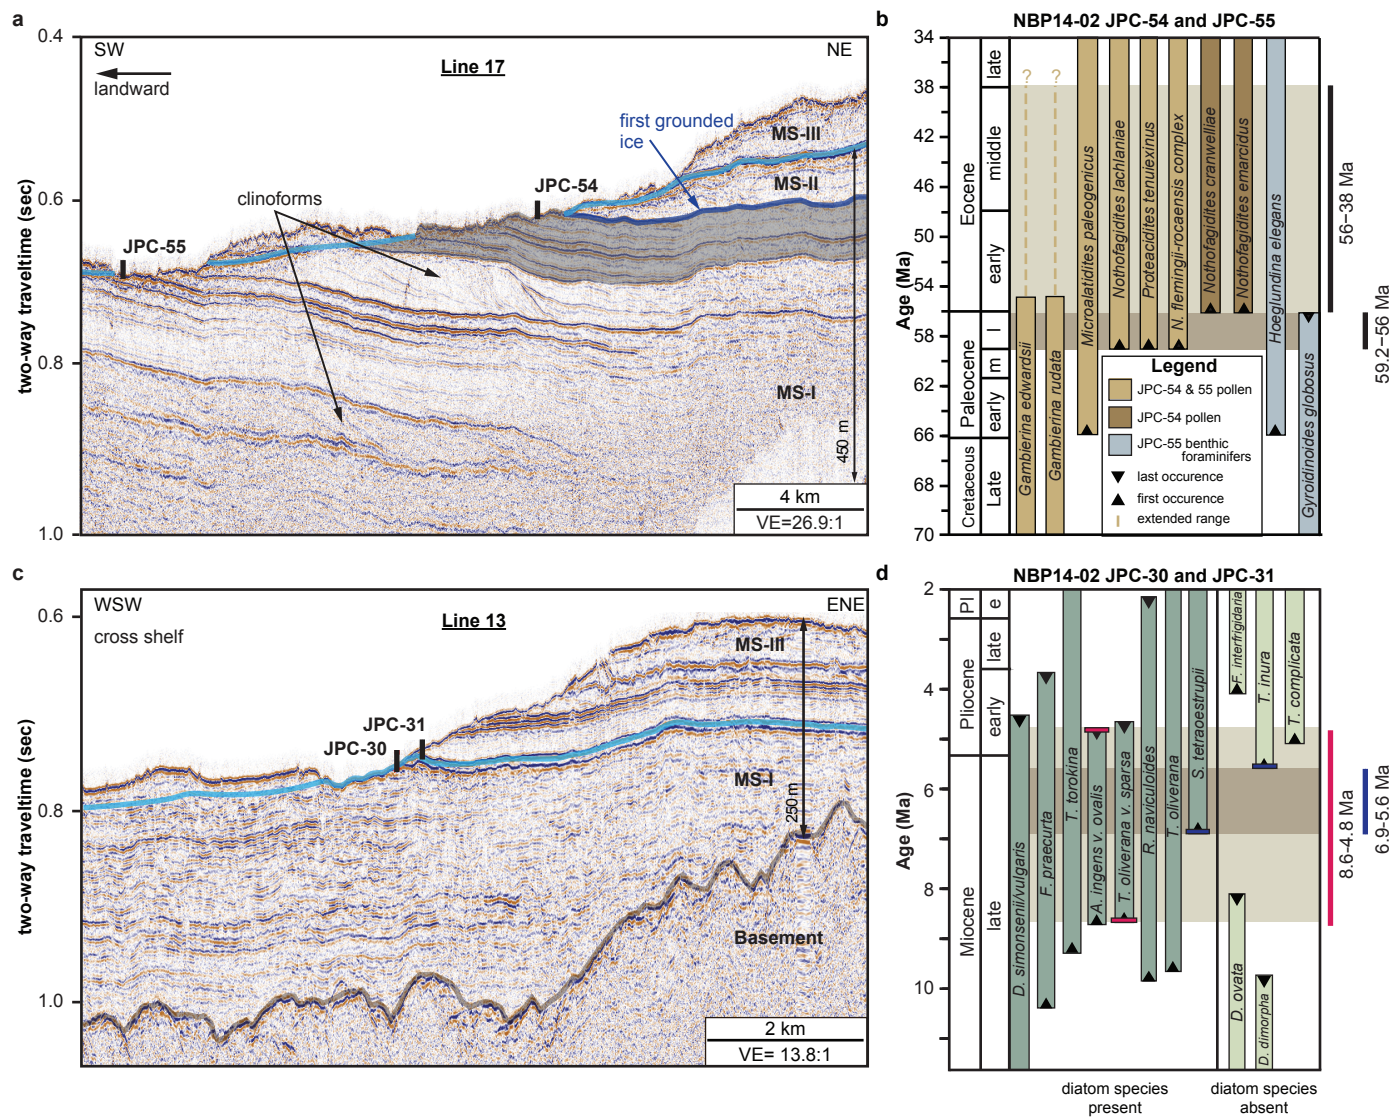 a
0.4
0.6
0.8
1.0
two-way traveltime (sec)
SW
landward
Line 17
NE
first grounded
ice
MS-III
MS-II
MS-I
JPC-54
JPC-55
clinoforms
450 m
4 km
VE=26.9:1
b
NBP14-02 JPC-54 and JPC-55
Age (Ma)
34
38
42
46
50
54
58
62
66
68
70
Eocene
late
middle
early
Paleocene
l
m
early
Cretaceous
Late
?
?
Gambierina edwardsii
Gambierina rudata
Microalatidites paleogenicus
Nothofagidites lachlaniae
Proteacidites tenuiexinus
N. flemingii-rocaensis complex
Nothofagidites cranwelliae
Nothofagidites emarcidus
Hoeglundina elegans
Gyroidinoides globosus
56–38 Ma
59.2–56 Ma
Legend
JPC-54 & 55 pollen
JPC-54 pollen
JPC-55 benthic
foraminifers
last occurence
first occurence
extended range
c
0.6
0.8
1.0
two-way traveltime (sec)
WSW
cross shelf
Line 13
ENE
MS-III
JPC-31
JPC-30
MS-I
250 m
Basement
2 km
VE= 13.8:1
d
NBP14-02 JPC-30 and JPC-31
Age (Ma)
2
4
6
8
10
Pl
e
Pliocene
late
early
Miocene
late
D. simonsenii/vulgaris
F. praecurta
T. torokina
A. ingens v. ovalis
T. oliverana v. sparsa
R. naviculoides
T. oliverana
S. tetraoestrupii
F. interfrigidaria
T. inura
T. complicata
D. ovata
D. dimorpha
8.6–4.8 Ma
6.9-5.6 Ma
diatom species
present
diatom species
absent